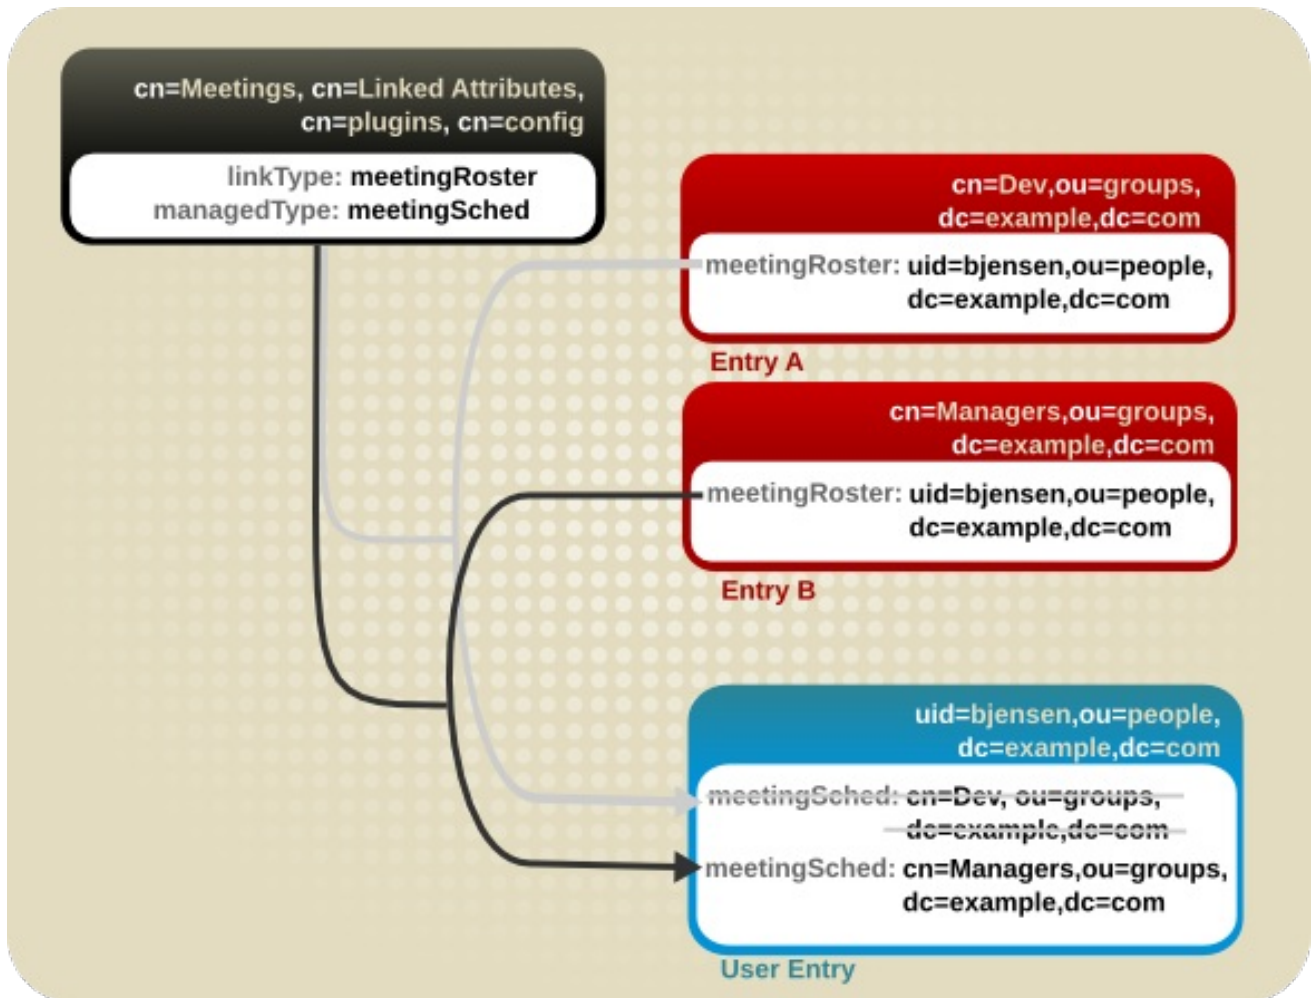 cn=Meetings, cn=Linked Attributes,
cn=plugins, cn=config
linkType: meetingRoster
managedType: meetingSched
cn=Dev,ou=groups,
dc=example,dc=com
meetingRoster: uid=bjensen,ou=people,
dc=example,dc=com
Entry A
cn=Managers,ou=groups,
dc=example,dc=com
meetingRoster: uid=bjensen,ou=people,
dc=example,dc=com
Entry B
uid=bjensen,ou=people,
dc=example,dc=com
meetingSched: cn=Dev, ou=groups,
dc=example,dc=com
meetingSched: cn=Managers,ou=groups,
dc=example,dc=com
User Entry